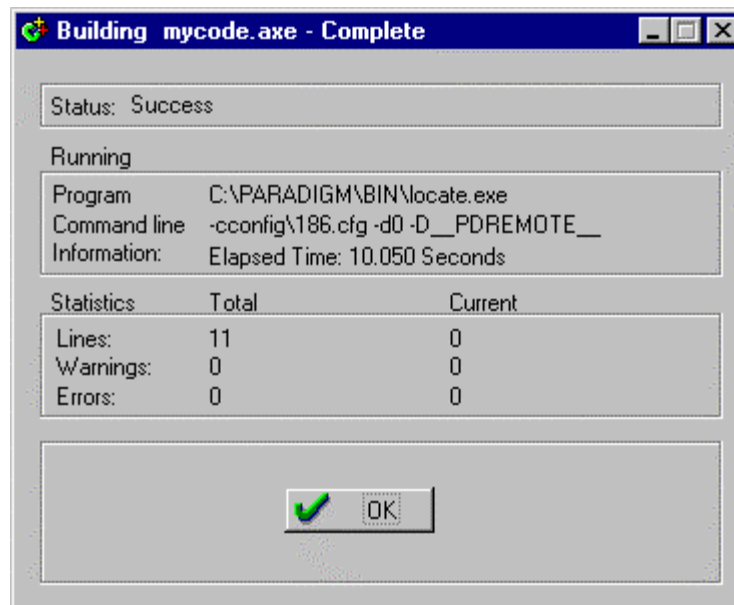 Building mycode.axe - Complete
Status: Success
Running
Program C:\PARADIGM\BIN\locate.exe
Command line -cconfig\186.cfg -d0 -D__PDREMOTE__
Information: Elapsed Time: 10.050 Seconds
Statistics Total Current
Lines: 11 0
Warnings: 0 0
Errors: 0 0
OK